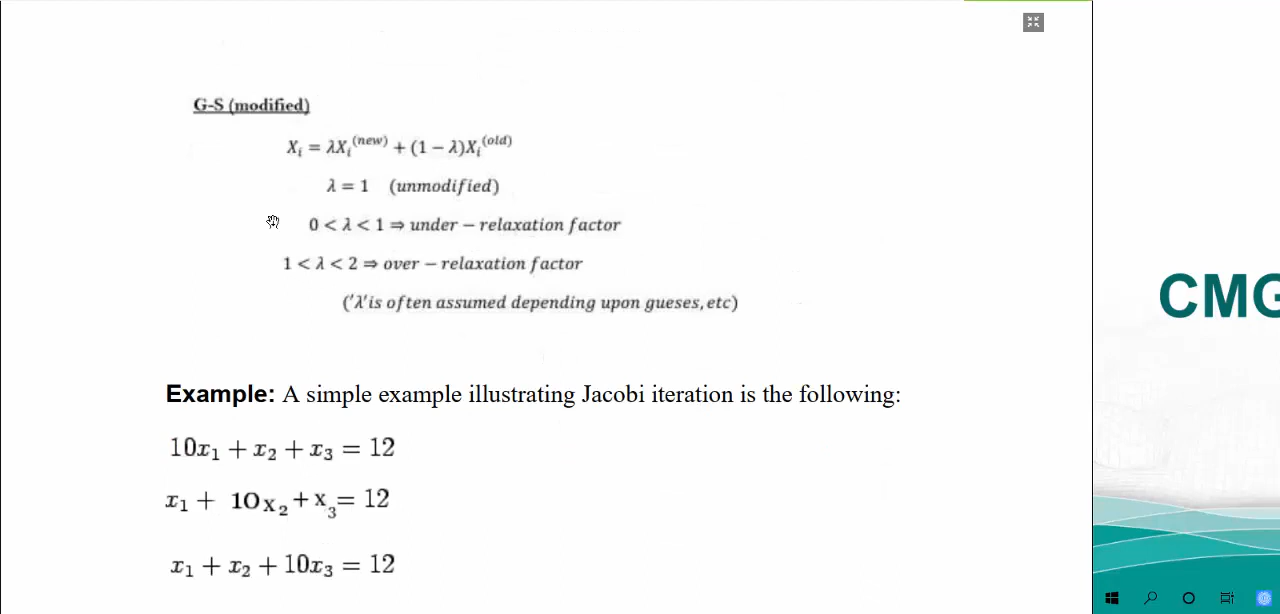 G-S (modified)
Xᵢ = λXᵢ⁽ⁿᵉʷ⁾ + (1 − λ)Xᵢ⁽ᵒˡᵈ⁾
λ = 1 (unmodified)
0 < λ < 1 ⇒ under − relaxation factor
1 < λ < 2 ⇒ over − relaxation factor
('λ'is often assumed depending upon gueses, etc)
Example: A simple example illustrating Jacobi iteration is the following:
10x₁ + x₂ + x₃ = 12
x₁ + 10x₂ + x₃ = 12
x₁ + x₂ + 10x₃ = 12
CMG